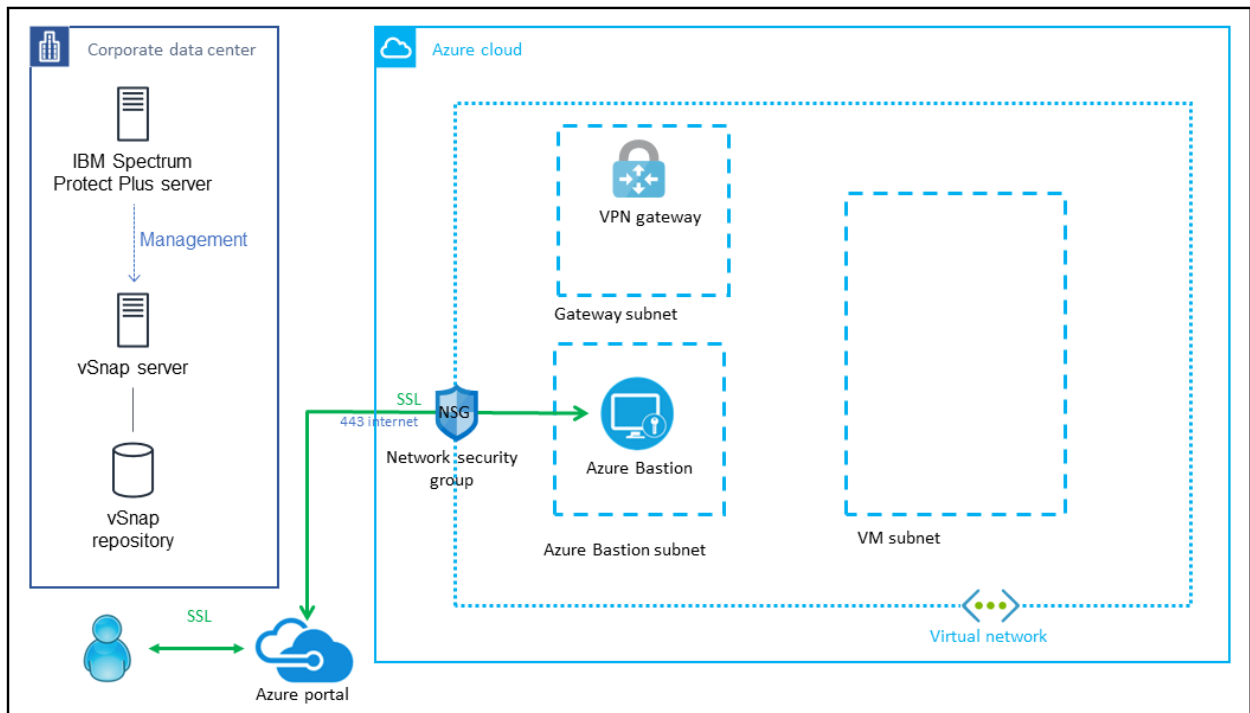 Corporate data center
IBM Spectrum
Protect Plus server
Management
vSnap server
vSnap
repository
SSL
Azure portal
Azure cloud
VPN gateway
Gateway subnet
SSL
443 internet
NSG
Network security
group
Azure Bastion
Azure Bastion subnet
VM subnet
Virtual network